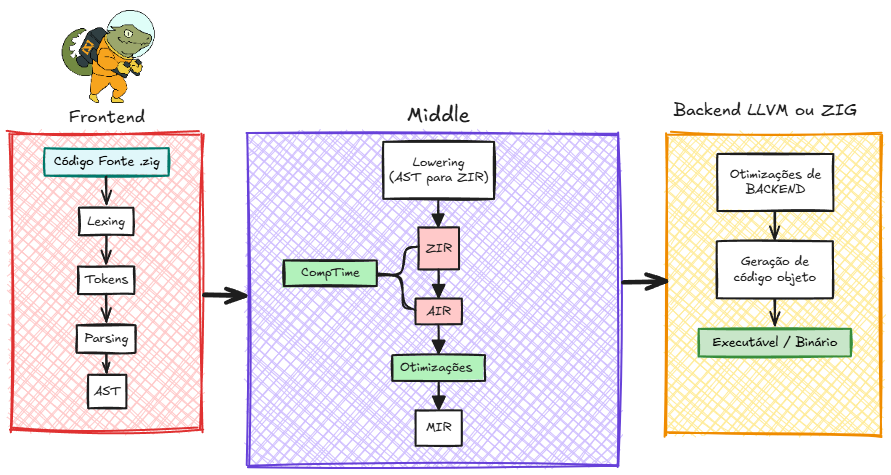 Frontend
Código Fonte .zig
Lexing
Tokens
Parsing
AST
Middle
Lowering
(AST para ZIR)
ZIR
CompTime
AIR
Otimizações
MIR
Backend LLVM ou ZIG
Otimizações de
BACKEND
Geração de
código objeto
Executável / Binário